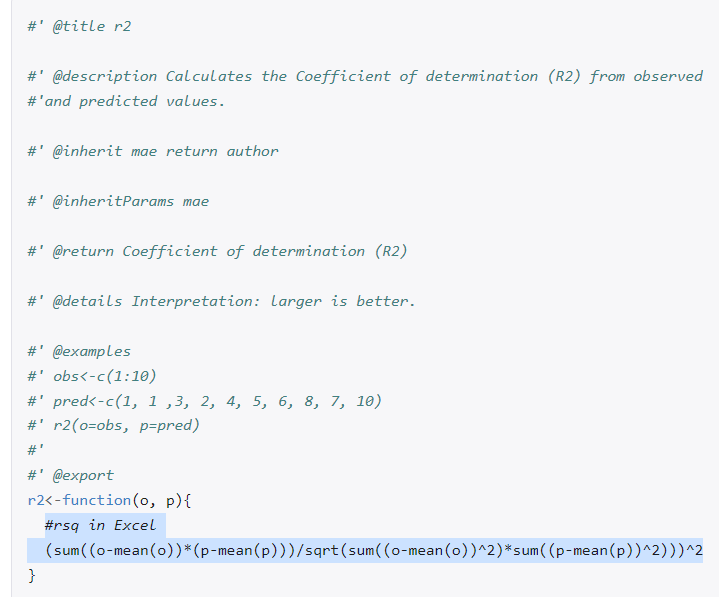 #' @title r2
#' @description Calculates the Coefficient of determination (R2) from observed
#'and predicted values.
#' @inherit mae return author
#' @inheritParams mae
#' @return Coefficient of determination (R2)
#' @details Interpretation: larger is better.
#' @examples
#' obs<-c(1:10)
#' pred<-c(1, 1 ,3, 2, 4, 5, 6, 8, 7, 10)
#' r2(o=obs, p=pred)
#'
#' @export
r2<-function(o, p){
#rsq in Excel
(sum((o-mean(o))*(p-mean(p)))/sqrt(sum((o-mean(o))^2)*sum((p-mean(p))^2)))^2
}